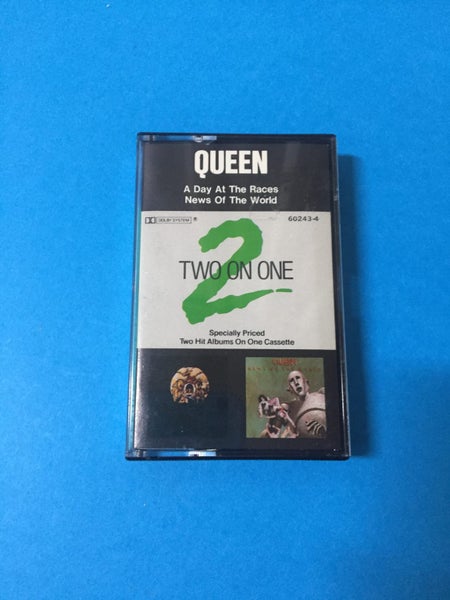 QUEEN
A Day At The Races
News Of The World
DOLBY SYSTEM ®
60243-4
2
TWO ON ONE
Specially Priced
Two Hit Albums On One Cassette
QUEEN